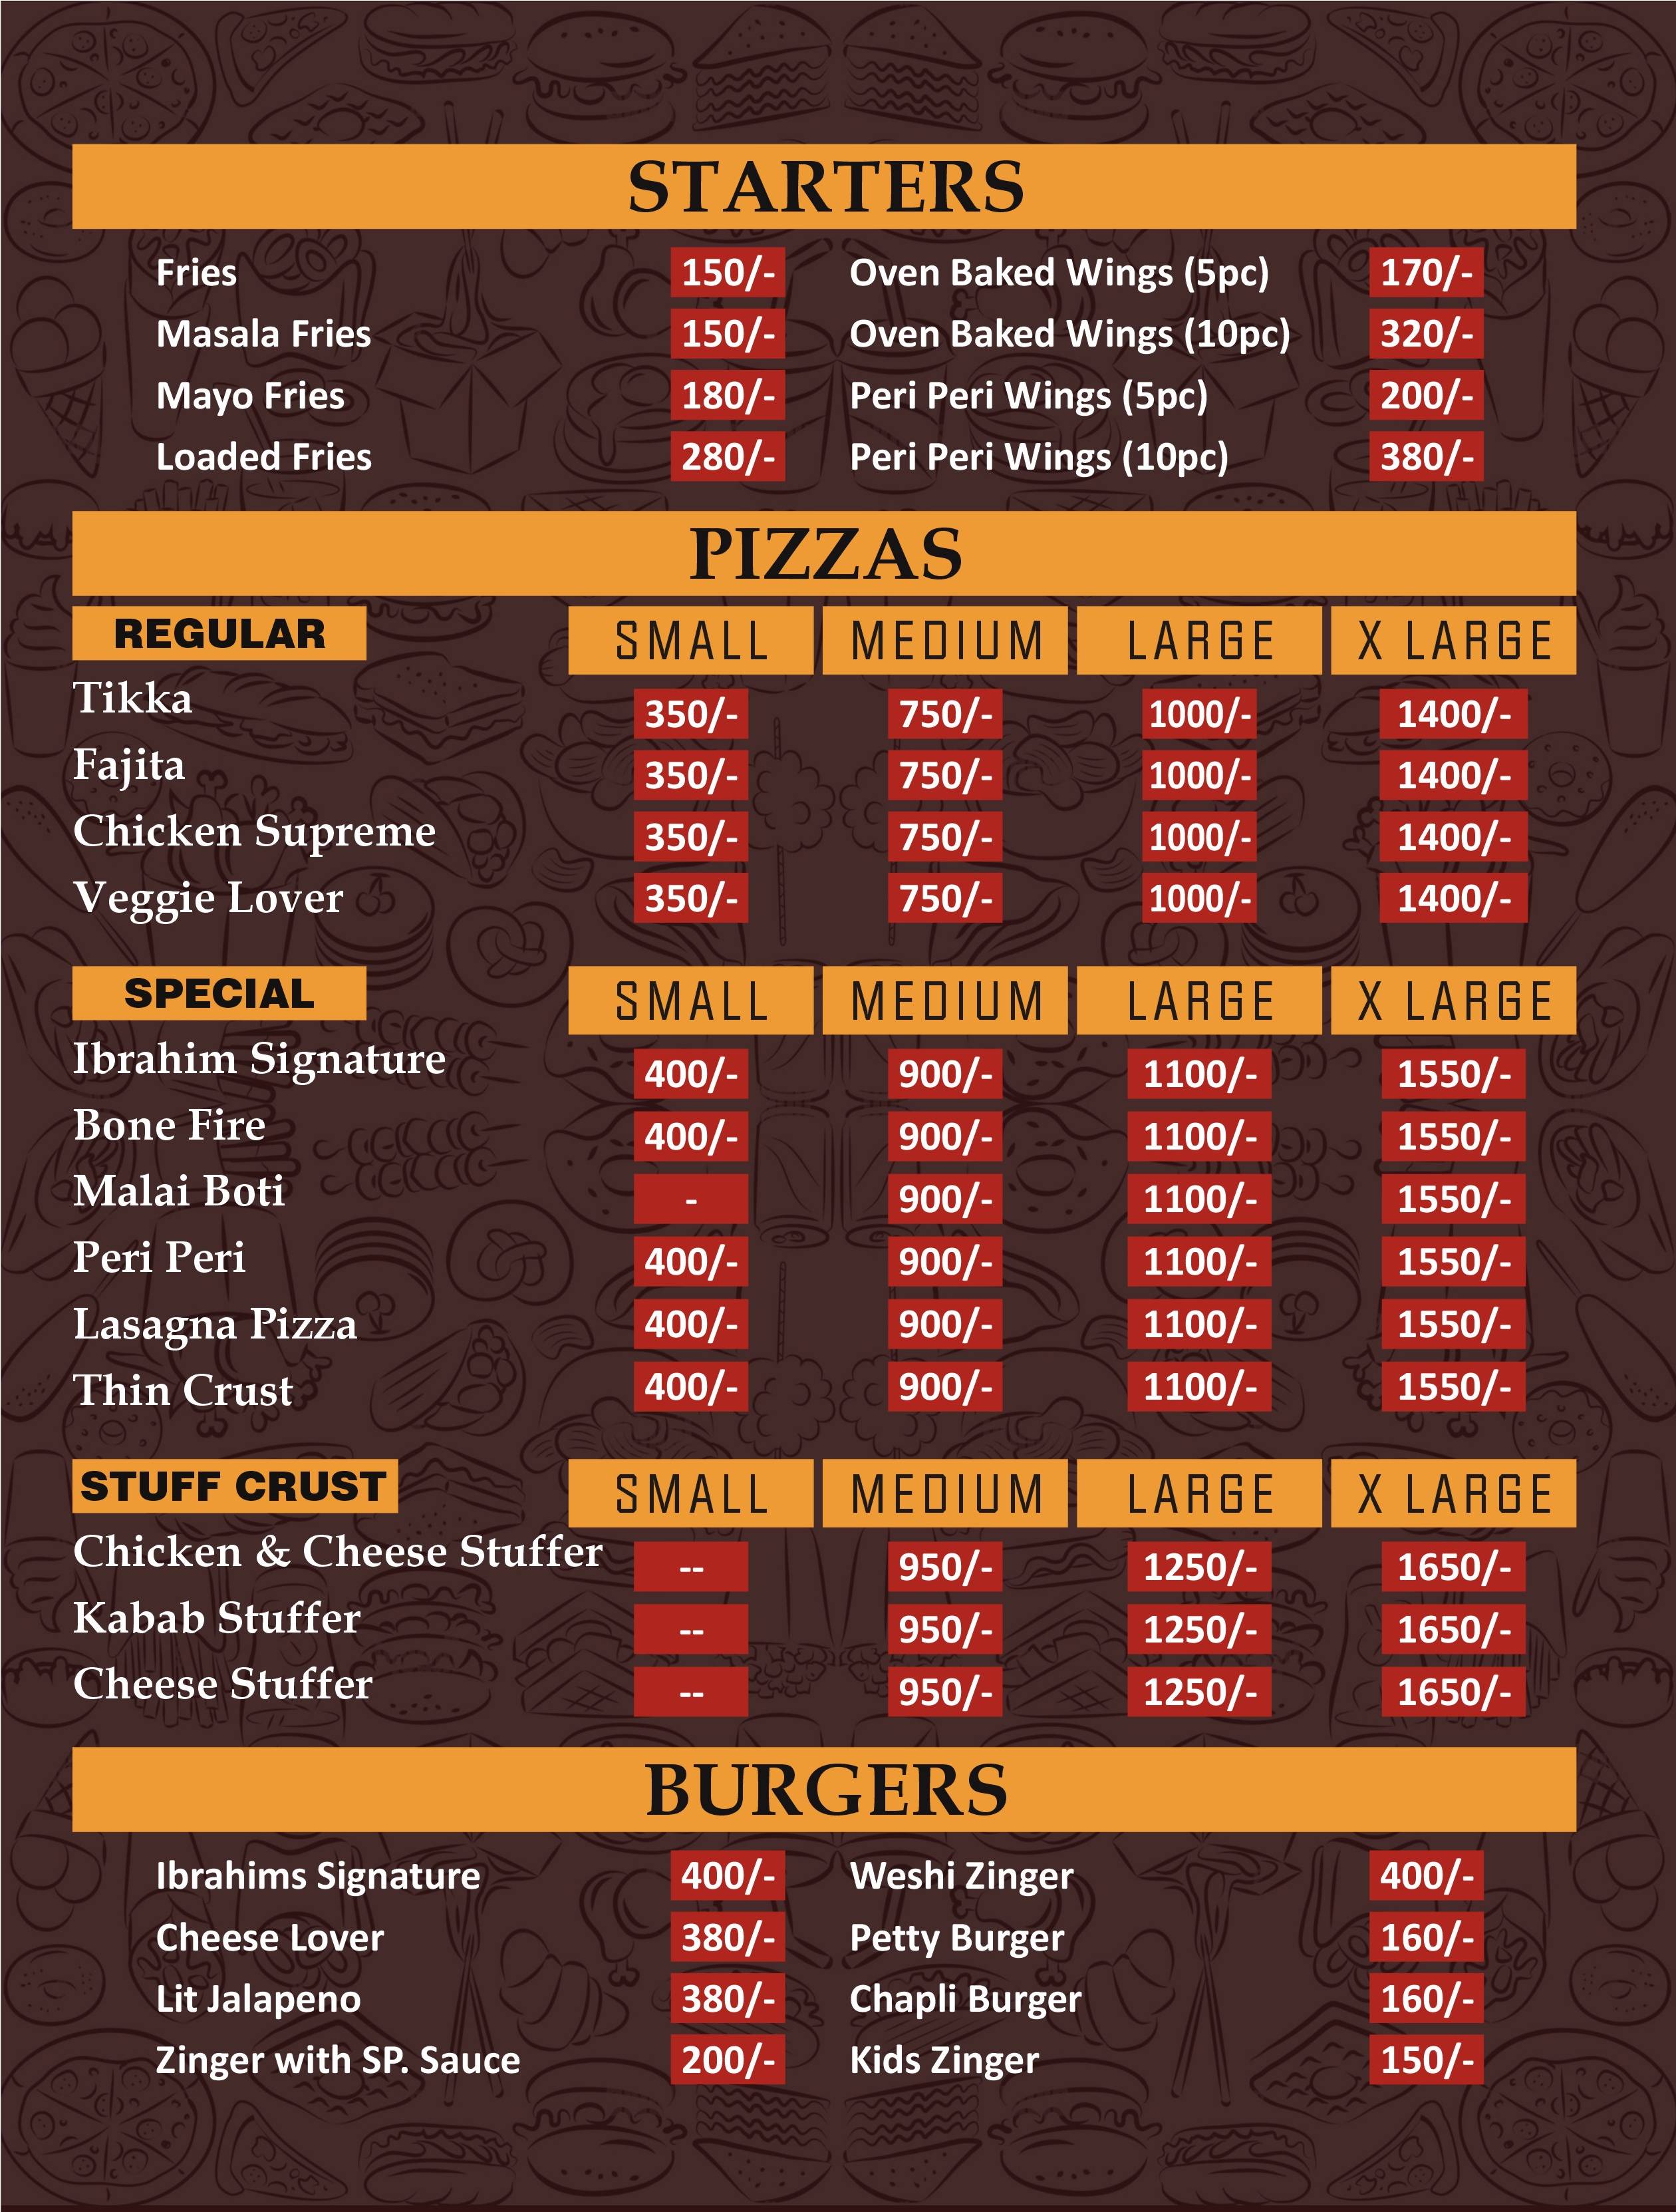 STARTERS
Fries 150/- Oven Baked Wings (5pc) 170/-
Masala Fries 150/- Oven Baked Wings (10pc) 320/-
Mayo Fries 180/- Peri Peri Wings (5pc) 200/-
Loaded Fries 280/- Peri Peri Wings (10pc) 380/-
PIZZAS
REGULAR SMALL MEDIUM LARGE X LARGE
Tikka 350/- 750/- 1000/- 1400/-
Fajita 350/- 750/- 1000/- 1400/-
Chicken Supreme 350/- 750/- 1000/- 1400/-
Veggie Lover 350/- 750/- 1000/- 1400/-
SPECIAL SMALL MEDIUM LARGE X LARGE
Ibrahim Signature 400/- 900/- 1100/- 1550/-
Bone Fire 400/- 900/- 1100/- 1550/-
Malai Boti - 900/- 1100/- 1550/-
Peri Peri 400/- 900/- 1100/- 1550/-
Lasagna Pizza 400/- 900/- 1100/- 1550/-
Thin Crust 400/- 900/- 1100/- 1550/-
STUFF CRUST SMALL MEDIUM LARGE X LARGE
Chicken & Cheese Stuffer -- 950/- 1250/- 1650/-
Kabab Stuffer -- 950/- 1250/- 1650/-
Cheese Stuffer -- 950/- 1250/- 1650/-
BURGERS
Ibrahims Signature 400/- Weshi Zinger 400/-
Cheese Lover 380/- Petty Burger 160/-
Lit Jalapeno 380/- Chapli Burger 160/-
Zinger with SP. Sauce 200/- Kids Zinger 150/-